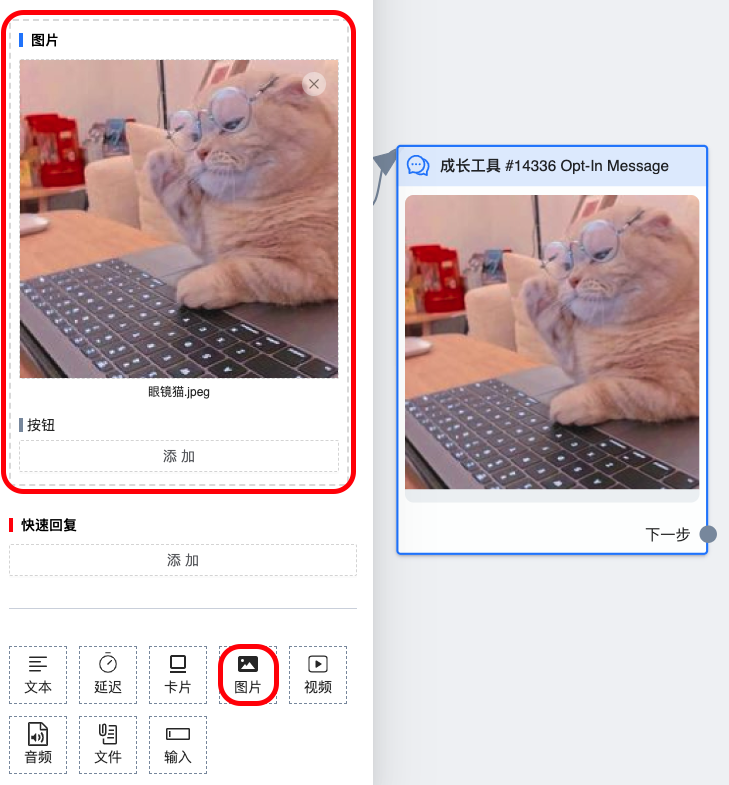 图片
眼镜猫.jpeg
按钮
添 加
快速回复
添 加
文本
延迟
卡片
图片
视频
音频
文件
输入
成长工具 #14336 Opt-In Message
下一步